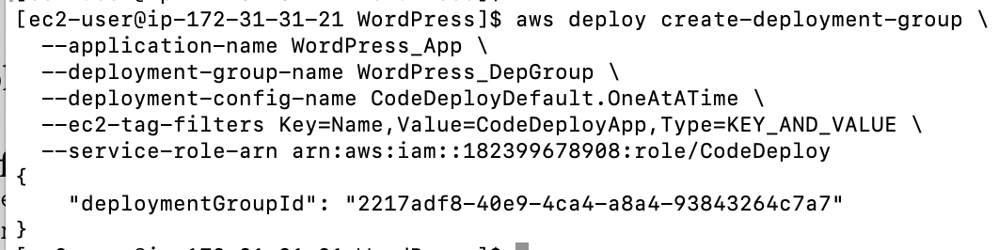 [ec2-user@ip-172-31-31-21 WordPress]$ aws deploy create-deployment-group \
--application-name WordPress_App \
--deployment-group-name WordPress_DepGroup \
--deployment-config-name CodeDeployDefault.OneAtATime \
--ec2-tag-filters Key=Name,Value=CodeDeployApp,Type=KEY_AND_VALUE \
--service-role-arn arn:aws:iam::182399678908:role/CodeDeploy
{
"deploymentGroupId": "2217adf8-40e9-4ca4-a8a4-93843264c7a7"
}